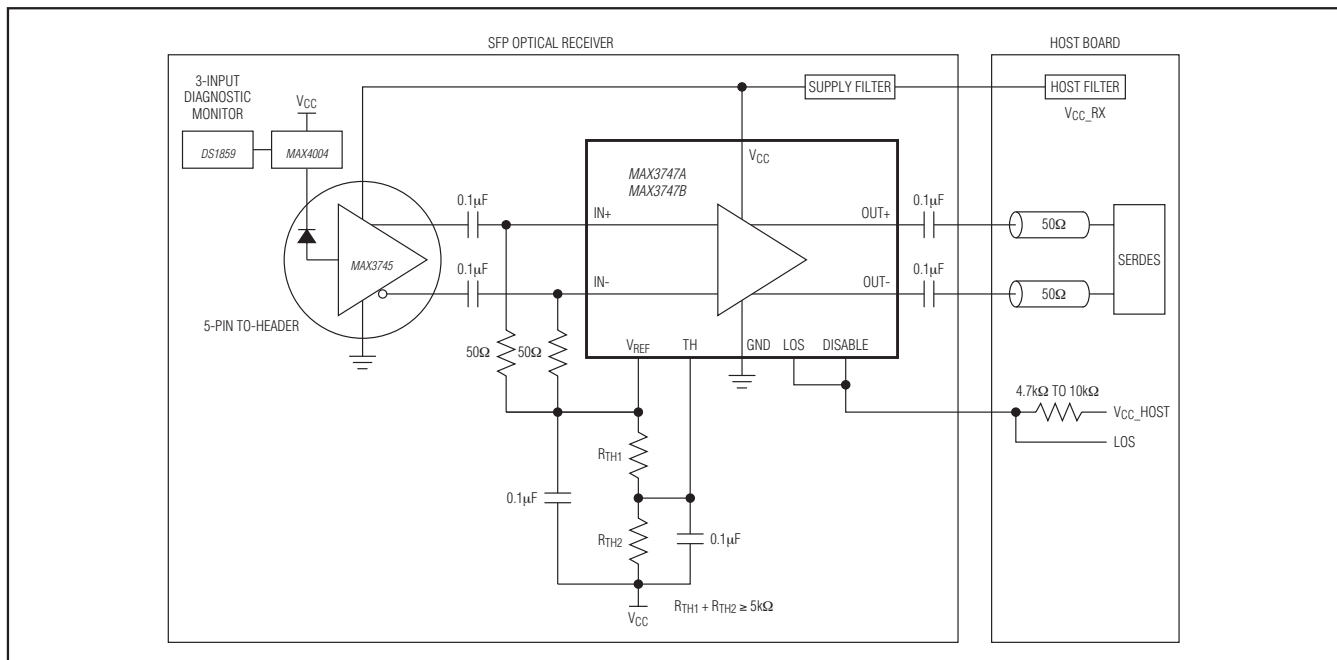 SFP OPTICAL RECEIVER
HOST BOARD
3-INPUT
DIAGNOSTIC
MONITOR
VCC
DS1859
MAX4004
SUPPLY FILTER
HOST FILTER
VCC_RX
VCC
MAX3747A
MAX3747B
0.1μF
IN+
OUT+
0.1μF
50Ω
MAX3745
0.1μF
IN-
OUT-
0.1μF
50Ω
SERDES
5-PIN TO-HEADER
50Ω
50Ω
VREF
TH
GND
LOS
DISABLE
4.7kΩ TO 10kΩ
VCC_HOST
LOS
RTH1
0.1μF
RTH2
0.1μF
VCC
RTH1 + RTH2 ≥ 5kΩ